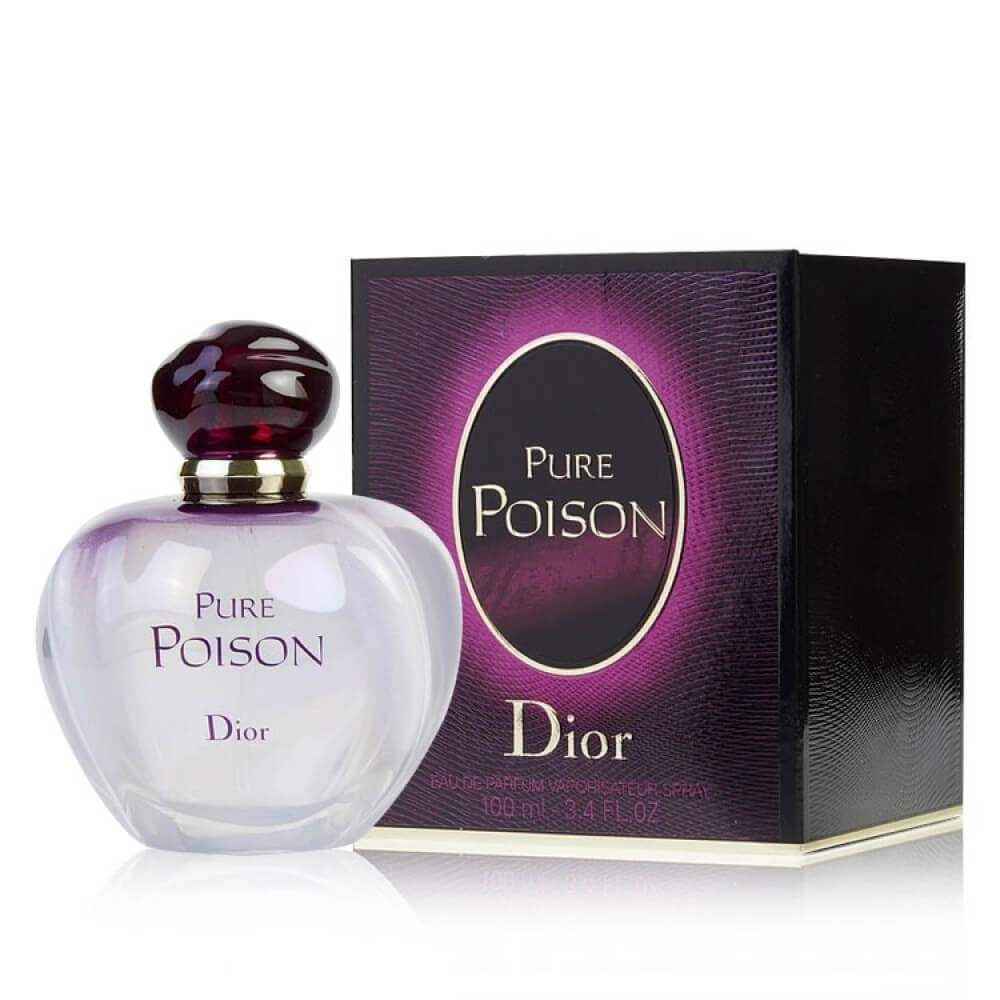 PURE
POISON
Dior
PURE
POISON
Dior
EAU DE PARFUM VAPORISATEUR-SPRAY
100 ml - 3.4 FL.OZ